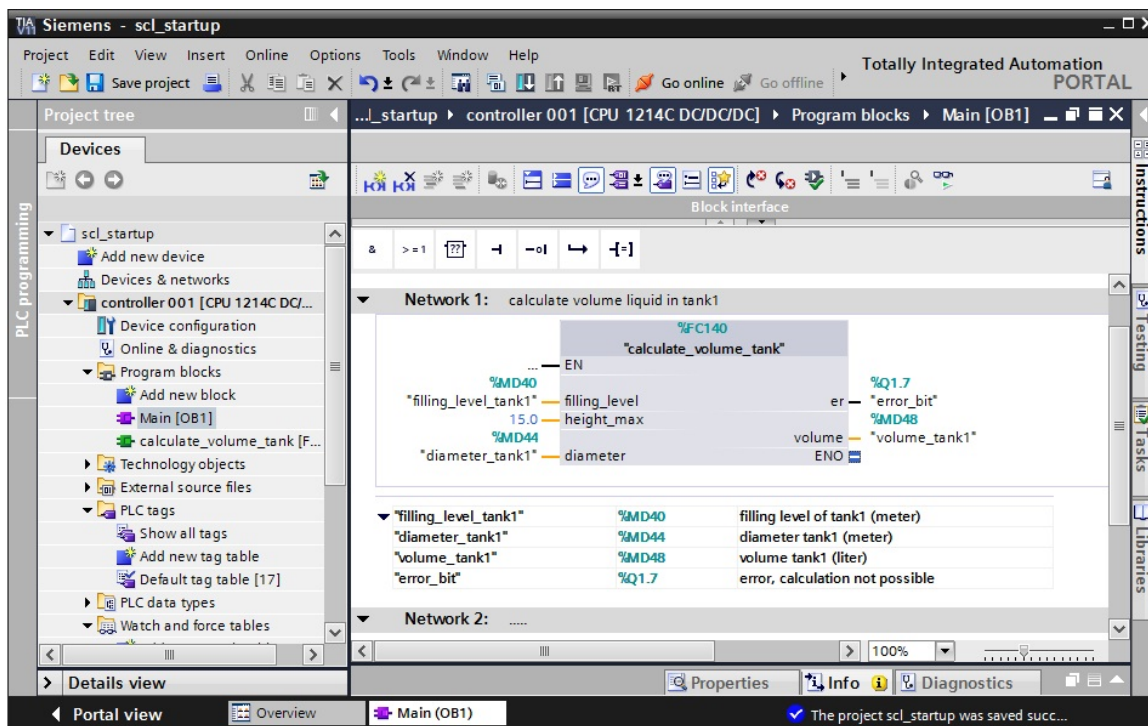 TIA
V11
Siemens - scl_startup
Project Edit View Insert Online Options Tools Window Help
Save project
Go online
Go offline
Totally Integrated Automation
PORTAL
Project tree
...l_startup controller 001 [CPU 1214C DC/DC/DC] Program blocks Main [OB1]
Devices
PLC programming
Block interface
scl_startup
Add new device
Devices & networks
controller 001 [CPU 1214C DC/...
Device configuration
Online & diagnostics
Program blocks
Add new block
Main [OB1]
calculate_volume_tank [F...
Technology objects
External source files
PLC tags
Show all tags
Add new tag table
Default tag table [17]
PLC data types
Watch and force tables
& >=1 ??
Network 1: calculate volume liquid in tank1
%FC140
"calculate_volume_tank"
... EN
%MD40 %Q1.7
"filling_level_tank1" filling_level er "error_bit"
15.0 height_max %MD48
%MD44 volume "volume_tank1"
"diameter_tank1" diameter ENO
"filling_level_tank1" %MD40 filling level of tank1 (meter)
"diameter_tank1" %MD44 diameter tank1 (meter)
"volume_tank1" %MD48 volume tank1 (liter)
"error_bit" %Q1.7 error, calculation not possible
Network 2: .....
100%
Instructions
Testing
Tasks
Libraries
Properties Info Diagnostics
Details view
Portal view Overview Main (OB1) The project scl_startup was saved succ...